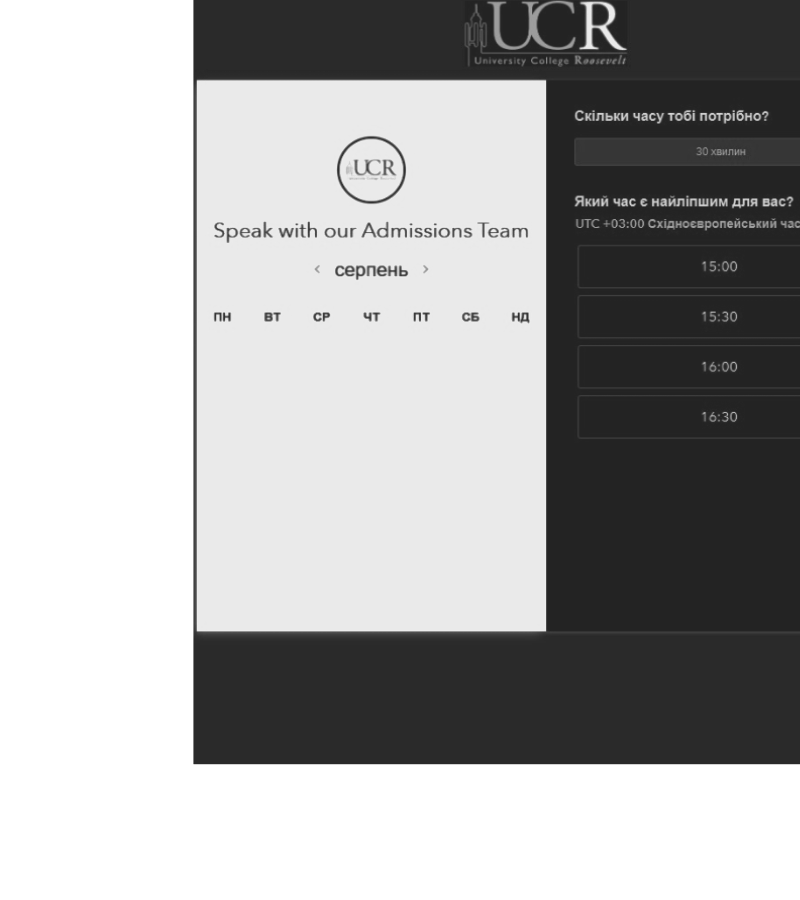 UCR
University College Roosevelt
UCR
Speak with our Admissions Team
‹ серпень ›
ПН ВТ СР ЧТ ПТ СБ НД
Скільки часу тобі потрібно?
30 хвилин
Який час є найліпшим для вас?
UTC +03:00 Східноєвропейський час
15:00
15:30
16:00
16:30